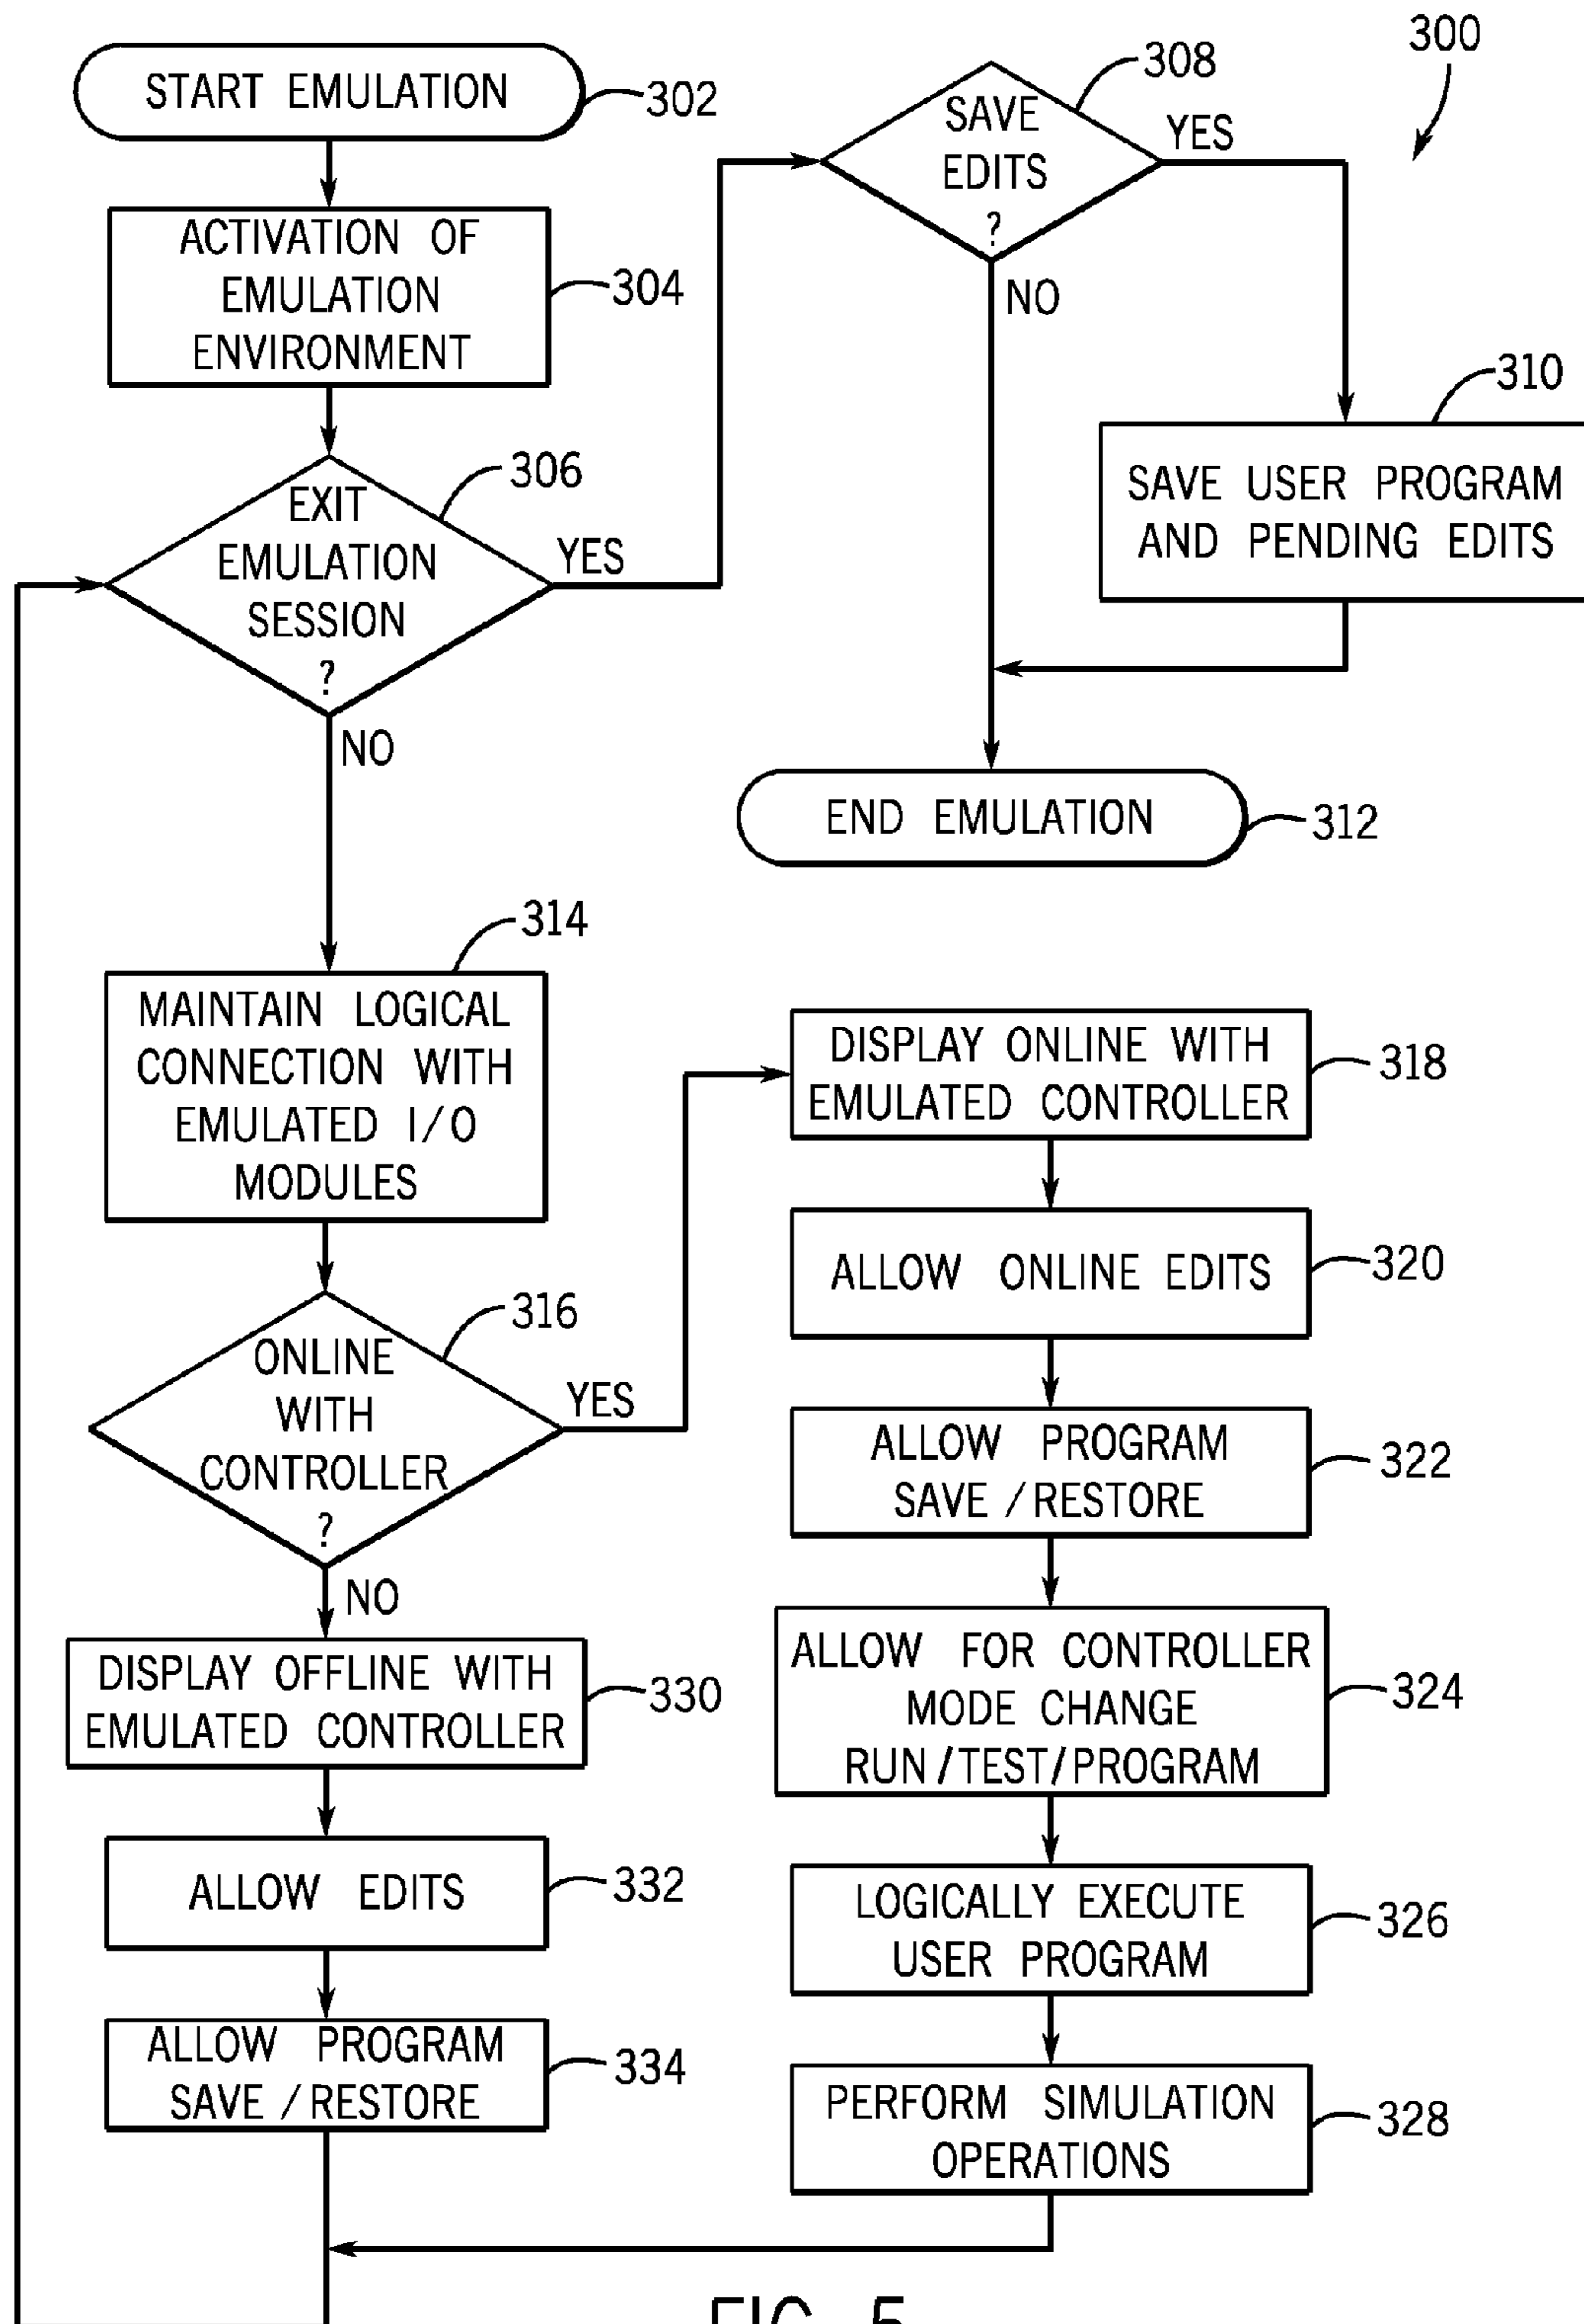 300
START EMULATION
302
ACTIVATION OF
EMULATION
ENVIRONMENT
304
EXIT
EMULATION
SESSION
?
306
YES
NO
SAVE
EDITS
?
308
YES
NO
SAVE USER PROGRAM
AND PENDING EDITS
310
END EMULATION
312
MAINTAIN LOGICAL
CONNECTION WITH
EMULATED I/O
MODULES
314
ONLINE
WITH
CONTROLLER
?
316
YES
NO
DISPLAY ONLINE WITH
EMULATED CONTROLLER
318
ALLOW ONLINE EDITS
320
ALLOW PROGRAM
SAVE/RESTORE
322
ALLOW FOR CONTROLLER
MODE CHANGE
RUN/TEST/PROGRAM
324
LOGICALLY EXECUTE
USER PROGRAM
326
PERFORM SIMULATION
OPERATIONS
328
DISPLAY OFFLINE WITH
EMULATED CONTROLLER
330
ALLOW EDITS
332
ALLOW PROGRAM
SAVE/RESTORE
334
FIG. 5